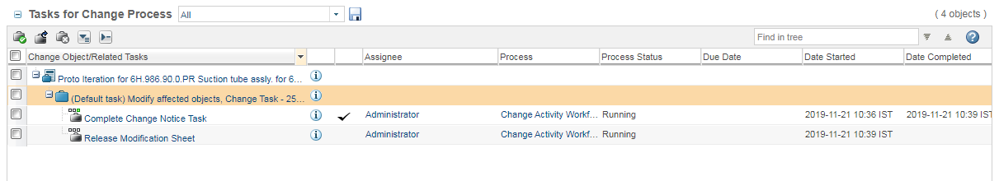 Tasks for Change Process All ( 4 objects )
Find in tree
Change Object/Related Tasks Assignee Process Process Status Due Date Date Started Date Completed
Proto Iteration for 6H.986.90.0.PR Suction tube assly. for 6...
(Default task) Modify affected objects, Change Task - 25...
Complete Change Notice Task Administrator Change Activity Workf... Running 2019-11-21 10:36 IST 2019-11-21 10:39 IST
Release Modification Sheet Administrator Change Activity Workf... Running 2019-11-21 10:39 IST